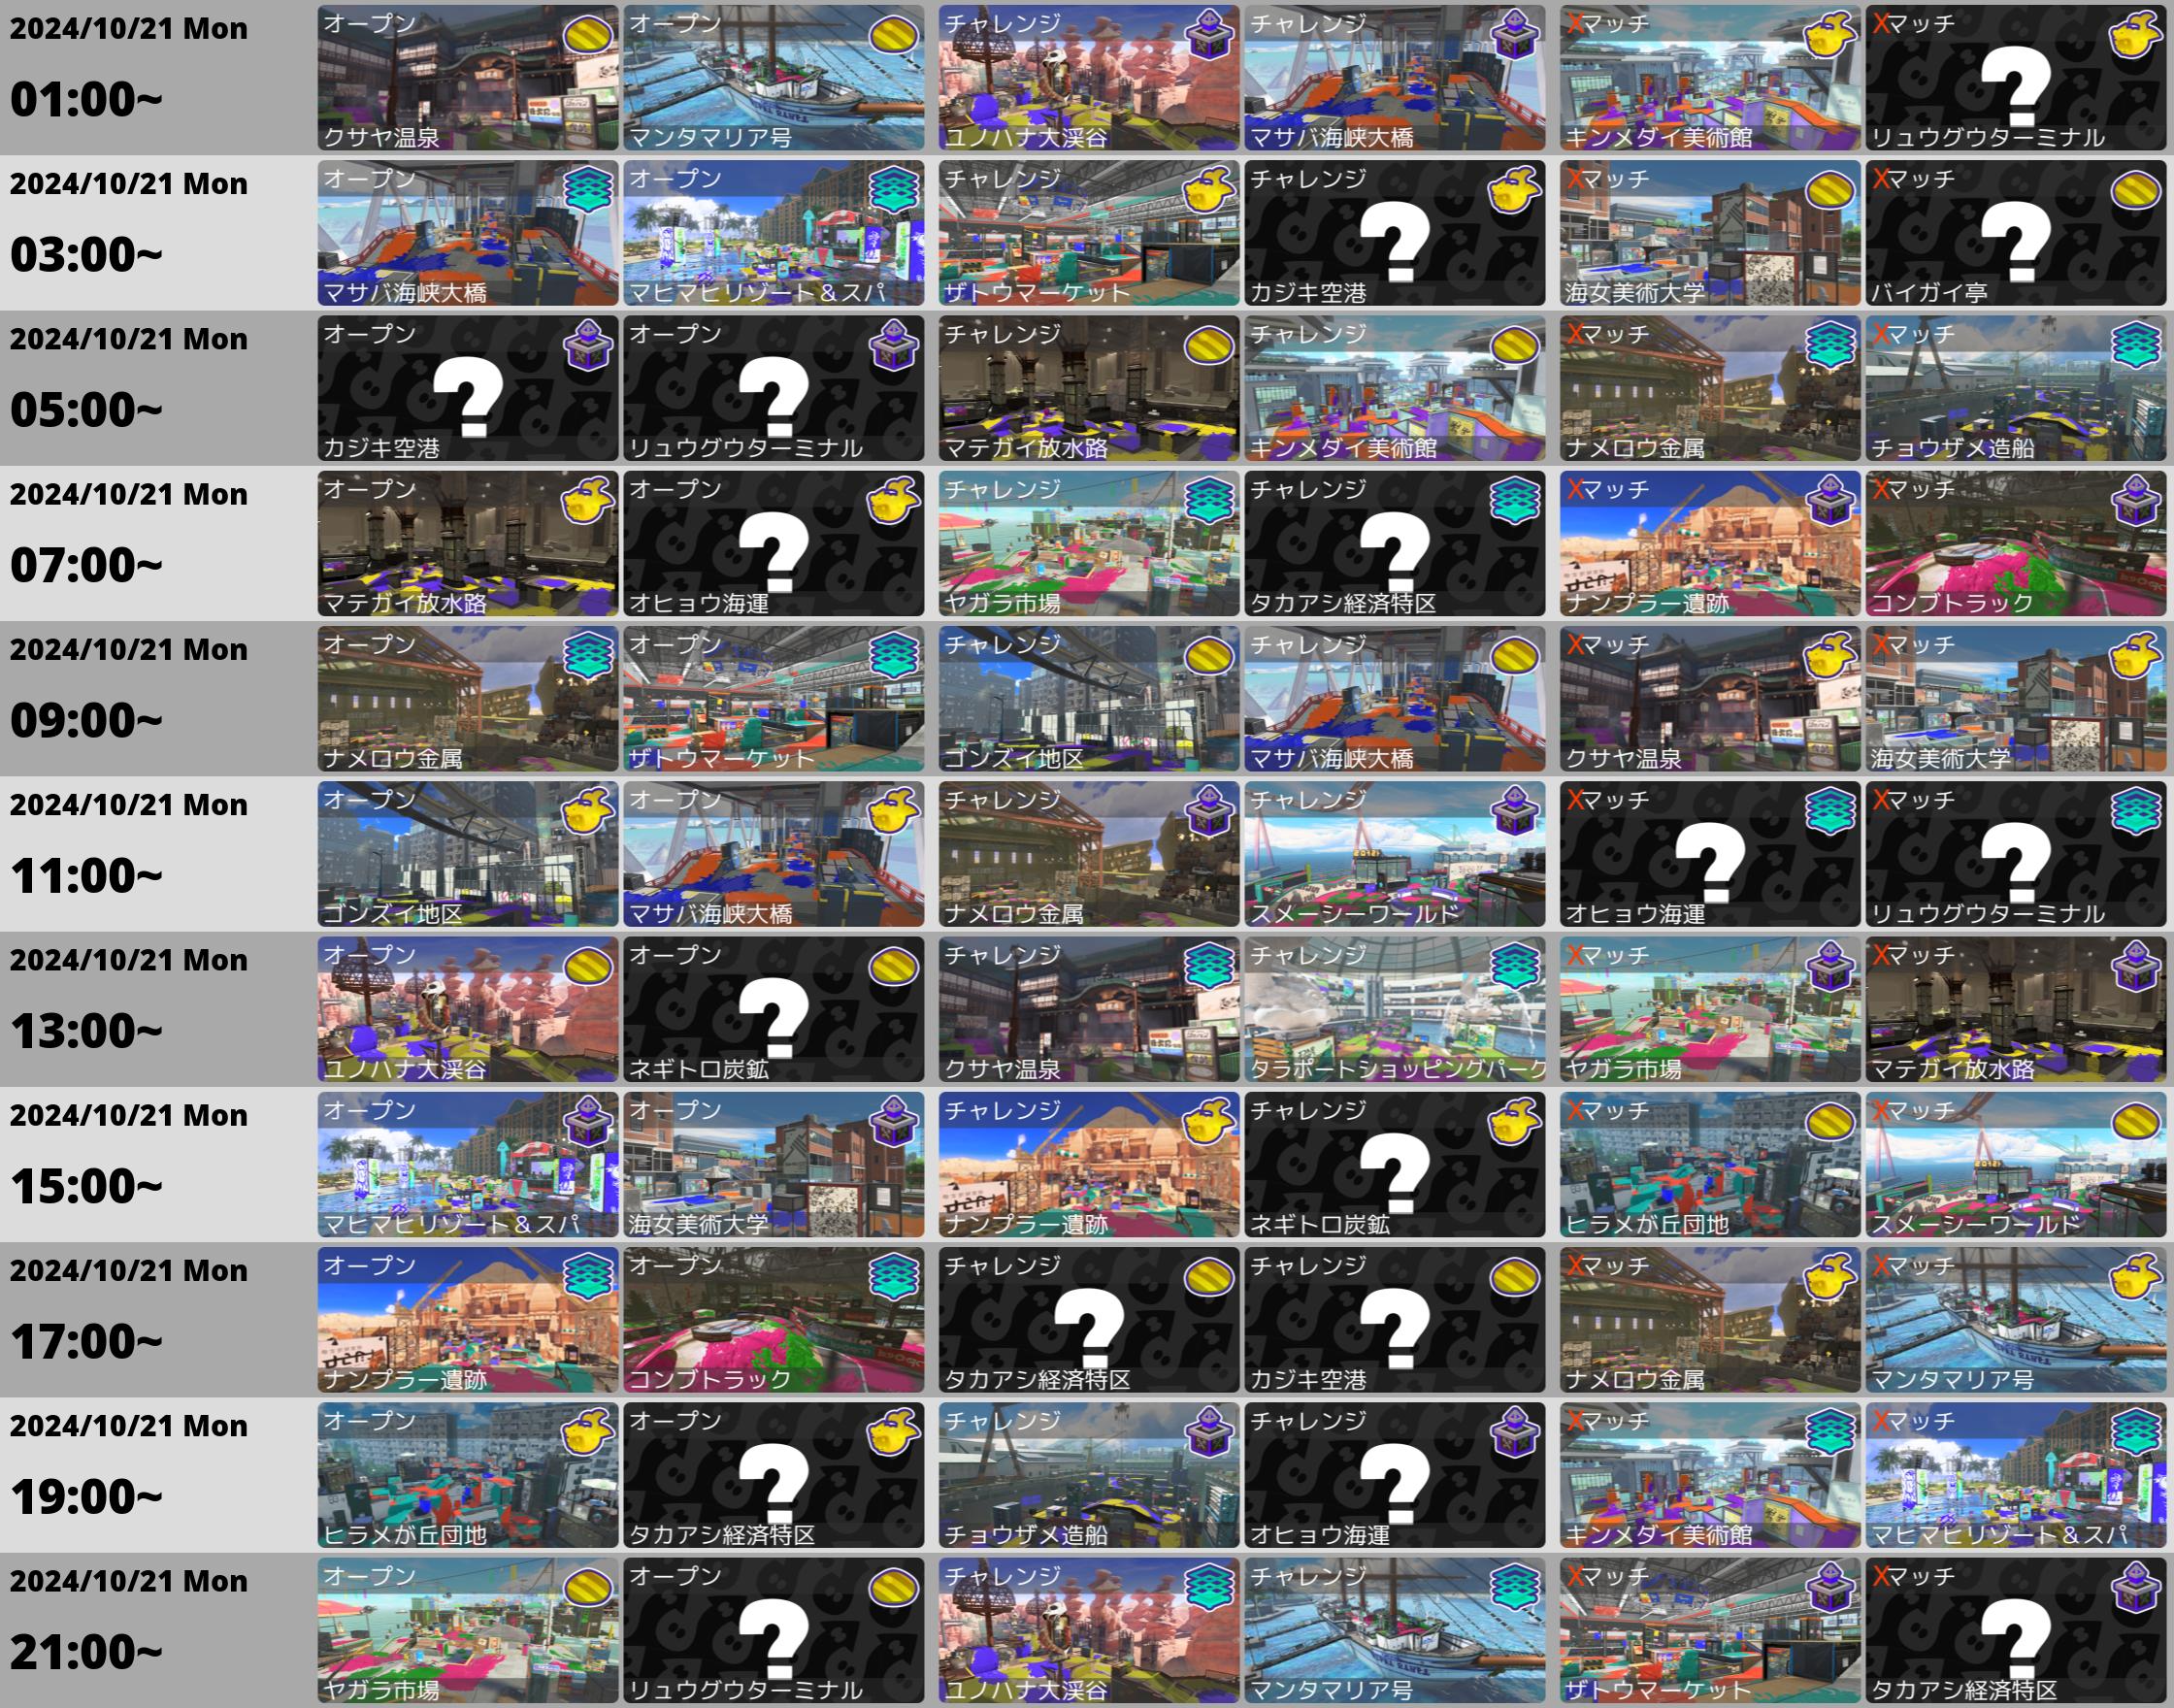 2024/10/21 Mon
01:00~
オープン オープン チャレンジ チャレンジ Xマッチ Xマッチ
クサヤ温泉 マンタマリア号 ユノハナ大渓谷 マサバ海峡大橋 キンメダイ美術館 リュウグウターミナル
2024/10/21 Mon
03:00~
オープン オープン チャレンジ チャレンジ Xマッチ Xマッチ
マサバ海峡大橋 マヒマヒリゾート&スパ ザトウマーケット カジキ空港 海女美術大学 バイガイ亭
2024/10/21 Mon
05:00~
オープン オープン チャレンジ チャレンジ Xマッチ Xマッチ
カジキ空港 リュウグウターミナル マテガイ放水路 キンメダイ美術館 ナメロウ金属 チョウザメ造船
2024/10/21 Mon
07:00~
オープン オープン チャレンジ チャレンジ Xマッチ Xマッチ
マテガイ放水路 オヒョウ海運 ヤガラ市場 タカアシ経済特区 ナンプラー遺跡 コンブトラック
2024/10/21 Mon
09:00~
オープン オープン チャレンジ チャレンジ Xマッチ Xマッチ
ナメロウ金属 ザトウマーケット ゴンズイ地区 マサバ海峡大橋 クサヤ温泉 海女美術大学
2024/10/21 Mon
11:00~
オープン オープン チャレンジ チャレンジ Xマッチ Xマッチ
ゴンズイ地区 マサバ海峡大橋 ナメロウ金属 スメーシーワールド オヒョウ海運 リュウグウターミナル
2024/10/21 Mon
13:00~
オープン オープン チャレンジ チャレンジ Xマッチ Xマッチ
ユノハナ大渓谷 ネギトロ炭鉱 クサヤ温泉 タラポートショッピングパーク ヤガラ市場 マテガイ放水路
2024/10/21 Mon
15:00~
オープン オープン チャレンジ チャレンジ Xマッチ Xマッチ
マヒマヒリゾート&スパ 海女美術大学 ナンプラー遺跡 ネギトロ炭鉱 ヒラメが丘団地 スメーシーワールド
2024/10/21 Mon
17:00~
オープン オープン チャレンジ チャレンジ Xマッチ Xマッチ
ナンプラー遺跡 コンブトラック タカアシ経済特区 カジキ空港 ナメロウ金属 マンタマリア号
2024/10/21 Mon
19:00~
オープン オープン チャレンジ チャレンジ Xマッチ Xマッチ
ヒラメが丘団地 タカアシ経済特区 チョウザメ造船 オヒョウ海運 キンメダイ美術館 マヒマヒリゾート&スパ
2024/10/21 Mon
21:00~
オープン オープン チャレンジ チャレンジ Xマッチ Xマッチ
ヤガラ市場 リュウグウターミナル ユノハナ大渓谷 マンタマリア号 ザトウマーケット タカアシ経済特区